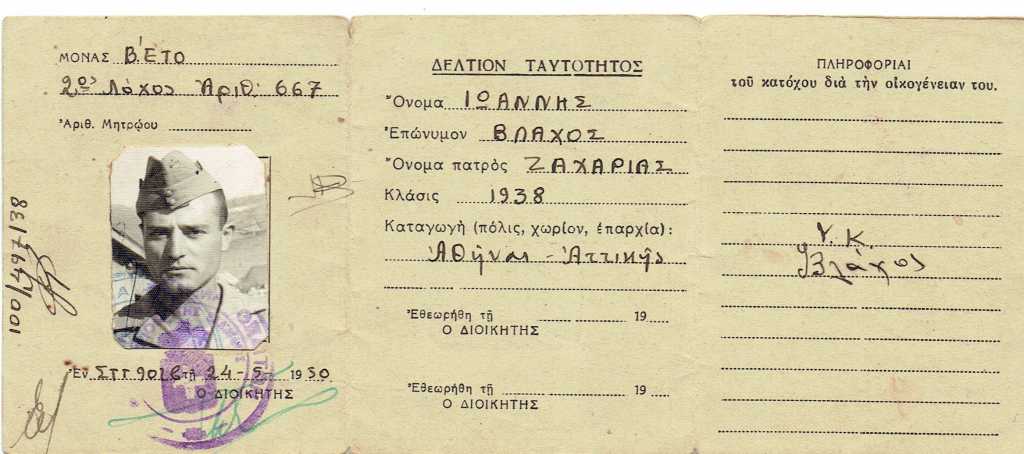 ΜΟΝΑΣ Β΄ΕΤΟ
2ος Λόχος Ἀριθ. 667
Ἀριθ. Μητρῴου
100/497/38
Ἐν ΣΤΓ 902Β τῇ 24-5-1950
Ο ΔΙΟΙΚΗΤΗΣ
ΔΕΛΤΙΟΝ ΤΑΥΤΟΤΗΤΟΣ
Ὄνομα ΙΩΑΝΝΗΣ
Ἐπώνυμον ΒΛΑΧΟΣ
Ὄνομα πατρὸς ΖΑΧΑΡΙΑΣ
Κλάσις 1938
Καταγωγὴ (πόλις, χωρίον, ἐπαρχία):
Ἀθῆναι - Ἀττικῆς
Ἐθεωρήθη τῇ 19
Ο ΔΙΟΙΚΗΤΗΣ
Ἐθεωρήθη τῇ 19
Ο ΔΙΟΙΚΗΤΗΣ
ΠΛΗΡΟΦΟΡΙΑΙ
τοῦ κατόχου διὰ τὴν οἰκογένειαν του.
Υ. Κ.
Βλάχος